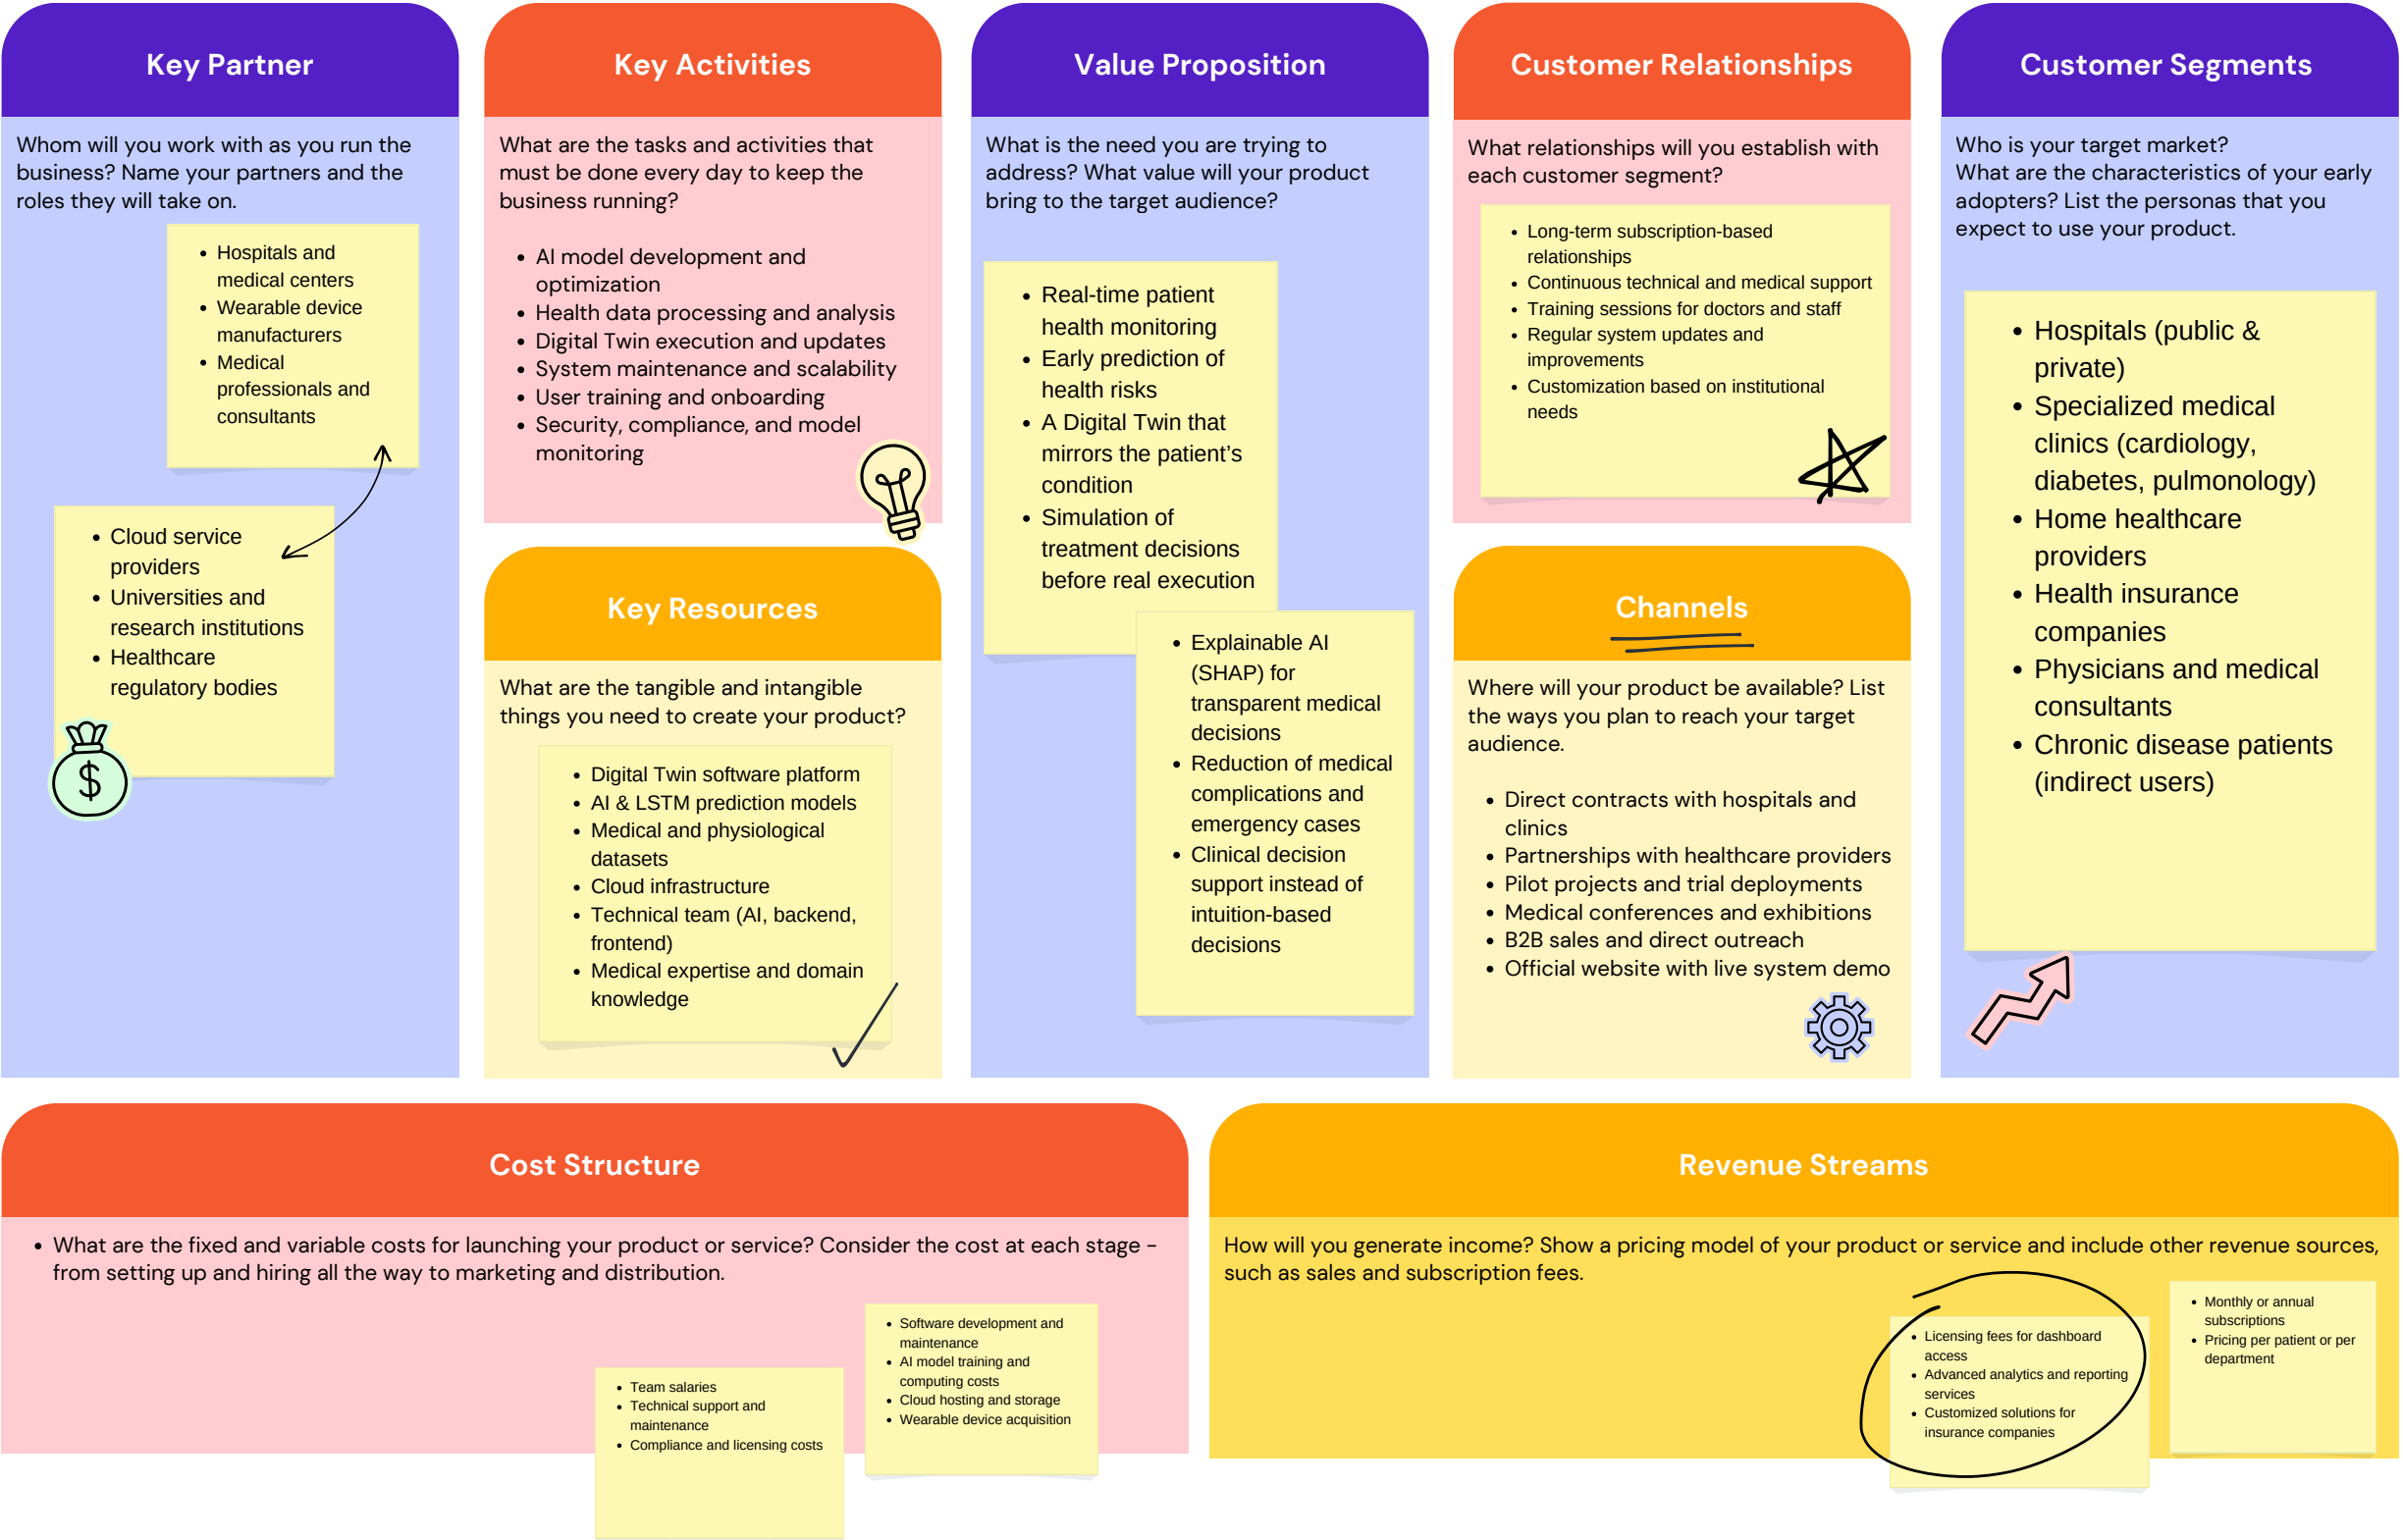 Key Partner
Whom will you work with as you run the
business? Name your partners and the
roles they will take on.
• Hospitals and
medical centers
• Wearable device
manufacturers
• Medical
professionals and
consultants
• Cloud service
providers
• Universities and
research institutions
• Healthcare
regulatory bodies
$
Key Activities
What are the tasks and activities that
must be done every day to keep the
business running?
• AI model development and
optimization
• Health data processing and analysis
• Digital Twin execution and updates
• System maintenance and scalability
• User training and onboarding
• Security, compliance, and model
monitoring
Key Resources
What are the tangible and intangible
things you need to create your product?
• Digital Twin software platform
• AI & LSTM prediction models
• Medical and physiological
datasets
• Cloud infrastructure
• Technical team (AI, backend,
frontend)
• Medical expertise and domain
knowledge
Value Proposition
What is the need you are trying to
address? What value will your product
bring to the target audience?
• Real-time patient
health monitoring
• Early prediction of
health risks
• A Digital Twin that
mirrors the patient’s
condition
• Simulation of
treatment decisions
before real execution
• Explainable AI
(SHAP) for
transparent medical
decisions
• Reduction of medical
complications and
emergency cases
• Clinical decision
support instead of
intuition-based
decisions
Customer Relationships
What relationships will you establish with
each customer segment?
• Long-term subscription-based
relationships
• Continuous technical and medical support
• Training sessions for doctors and staff
• Regular system updates and
improvements
• Customization based on institutional
needs
Channels
Where will your product be available? List
the ways you plan to reach your target
audience.
• Direct contracts with hospitals and
clinics
• Partnerships with healthcare providers
• Pilot projects and trial deployments
• Medical conferences and exhibitions
• B2B sales and direct outreach
• Official website with live system demo
Customer Segments
Who is your target market?
What are the characteristics of your early
adopters? List the personas that you
expect to use your product.
• Hospitals (public &
private)
• Specialized medical
clinics (cardiology,
diabetes, pulmonology)
• Home healthcare
providers
• Health insurance
companies
• Physicians and medical
consultants
• Chronic disease patients
(indirect users)
Cost Structure
• What are the fixed and variable costs for launching your product or service? Consider the cost at each stage -
from setting up and hiring all the way to marketing and distribution.
• Team salaries
• Technical support and
maintenance
• Compliance and licensing costs
• Software development and
maintenance
• AI model training and
computing costs
• Cloud hosting and storage
• Wearable device acquisition
Revenue Streams
How will you generate income? Show a pricing model of your product or service and include other revenue sources,
such as sales and subscription fees.
• Licensing fees for dashboard
access
• Advanced analytics and reporting
services
• Customized solutions for
insurance companies
• Monthly or annual
subscriptions
• Pricing per patient or per
department